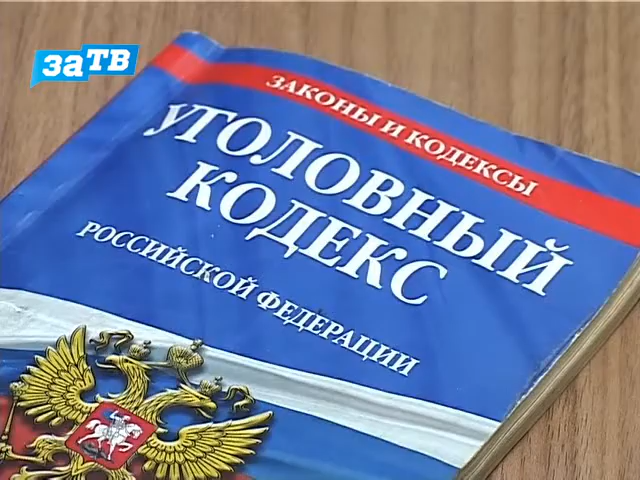 заТВ
ЗАКОНЫ И КОДЕКСЫ
УГОЛОВНЫЙ
КОДЕКС
РОССИЙСКОЙ ФЕДЕРАЦИИ